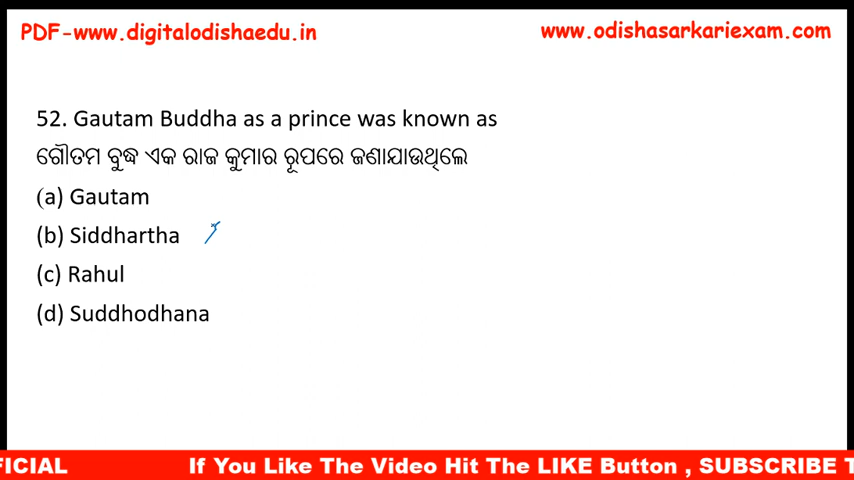 PDF-www.digitalodishaedu.in
www.odishasarkariexam.com
52. Gautam Buddha as a prince was known as
ଗୌତମ ବୁଦ୍ଧ ଏକ ରାଜ କୁମାର ରୂପରେ ଜଣାଯାଉଥିଲେ
(a) Gautam
(b) Siddhartha
(c) Rahul
(d) Suddhodhana
FICIAL
If You Like The Video Hit The LIKE Button , SUBSCRIBE T